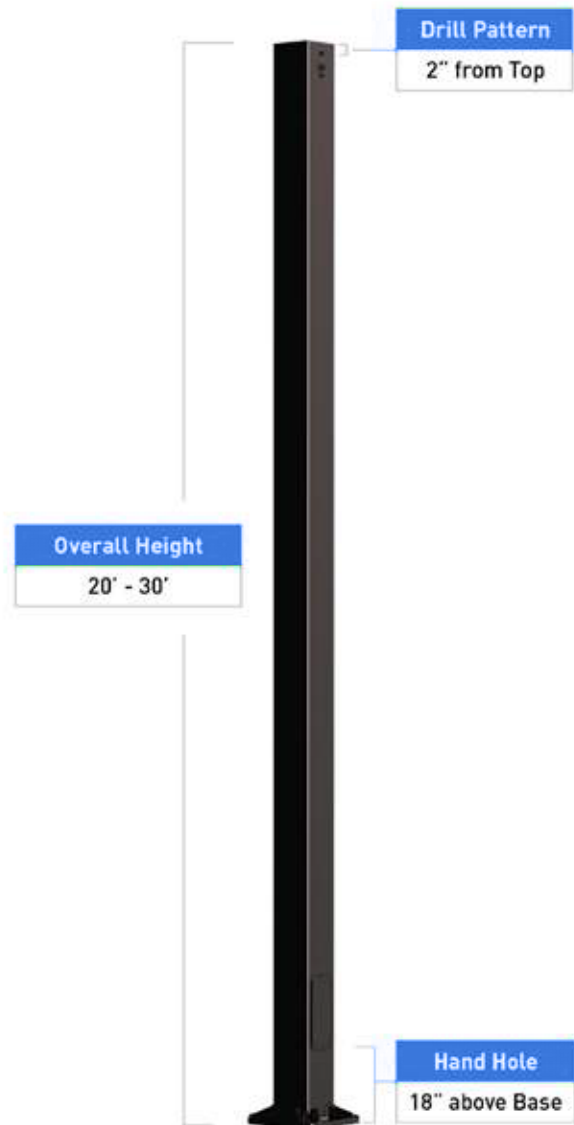 Drill Pattern
2" from Top
Overall Height
20' - 30'
Hand Hole
18" above Base